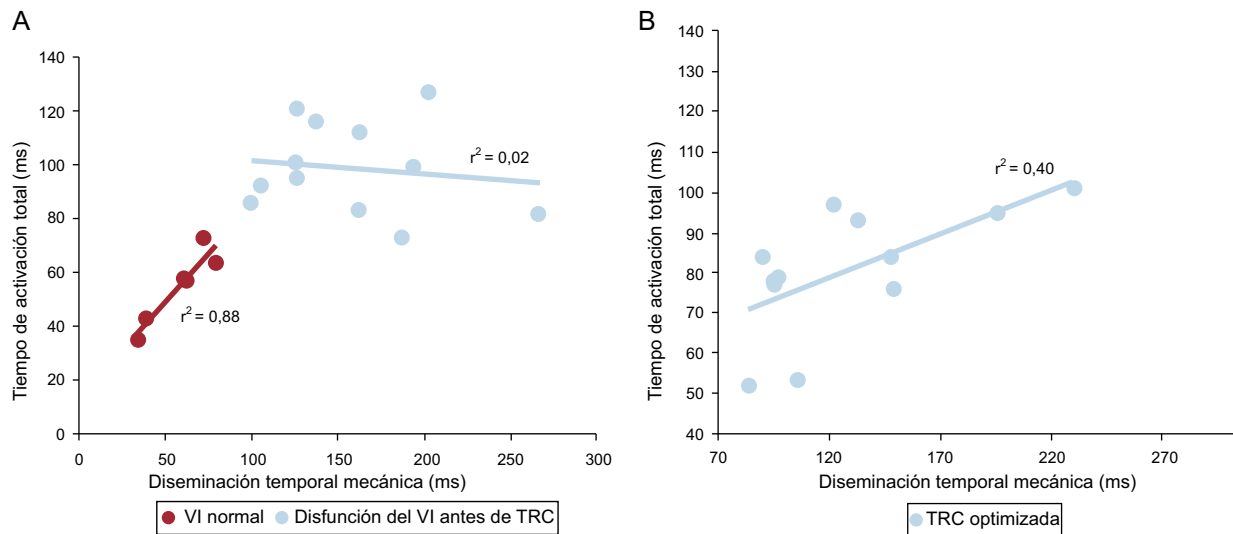 A
Tiempo de activación total (ms)
140
120
100
80
60
40
20
0
r² = 0,02
r² = 0,88
0
50
100
150
200
250
300
Diseminación temporal mecánica (ms)
VI normal
Disfunción del VI antes de TRC
B
Tiempo de activación total (ms)
140
130
120
110
100
90
80
70
60
50
40
r² = 0,40
70
120
170
220
270
Diseminación temporal mecánica (ms)
TRC optimizada